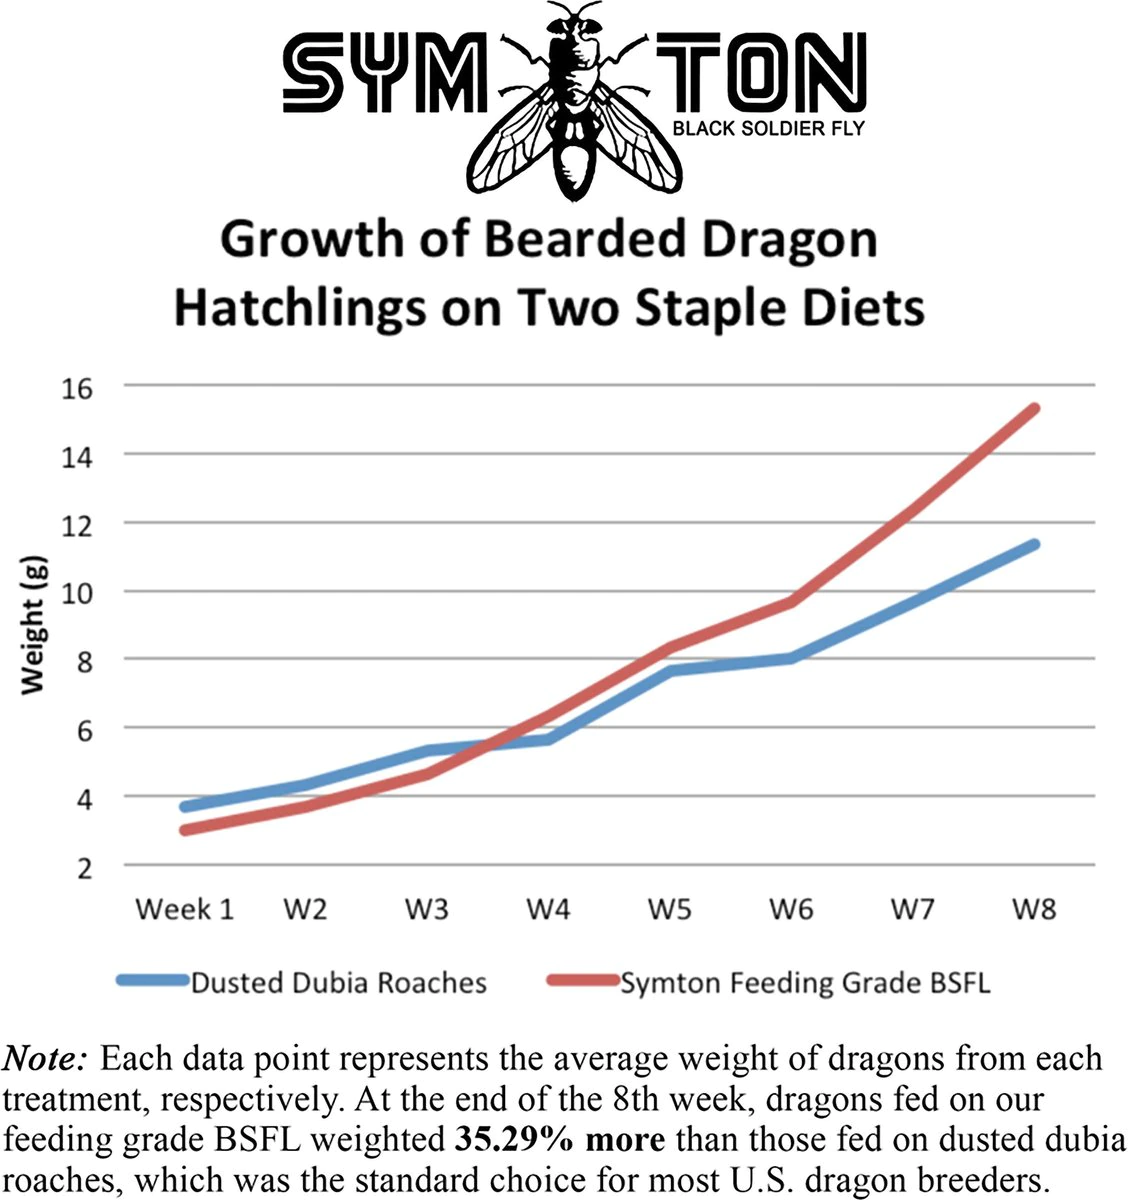 SYMTON
BLACK SOLDIER FLY
Growth of Bearded Dragon
Hatchlings on Two Staple Diets
16
14
12
10
8
6
4
2
Weight (g)
Week 1 W2 W3 W4 W5 W6 W7 W8
Dusted Dubia Roaches Symton Feeding Grade BSFL
Note: Each data point represents the average weight of dragons from each
treatment, respectively. At the end of the 8th week, dragons fed on our
feeding grade BSFL weighted 35.29% more than those fed on dusted dubia
roaches, which was the standard choice for most U.S. dragon breeders.